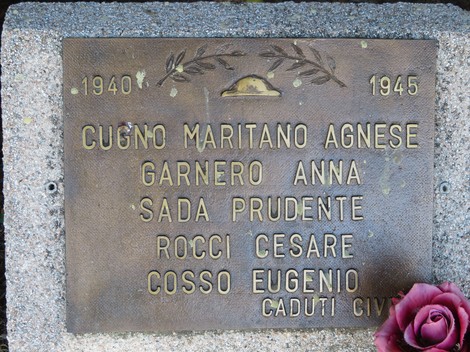 1940 1945
CUGNO MARITANO AGNESE
GARNERO ANNA
SADA PRUDENTE
ROCCI CESARE
COSSO EUGENIO
CADUTI